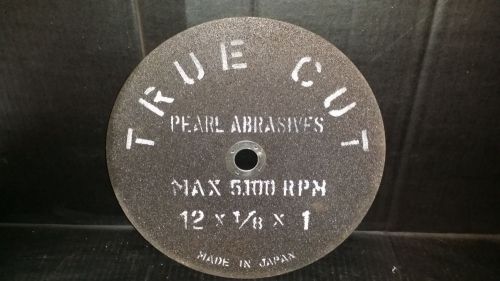 TRUE CUT
PEARL ABRASIVES
MAX 5100 RPM
12 x 1/8 x 1
MADE IN JAPAN